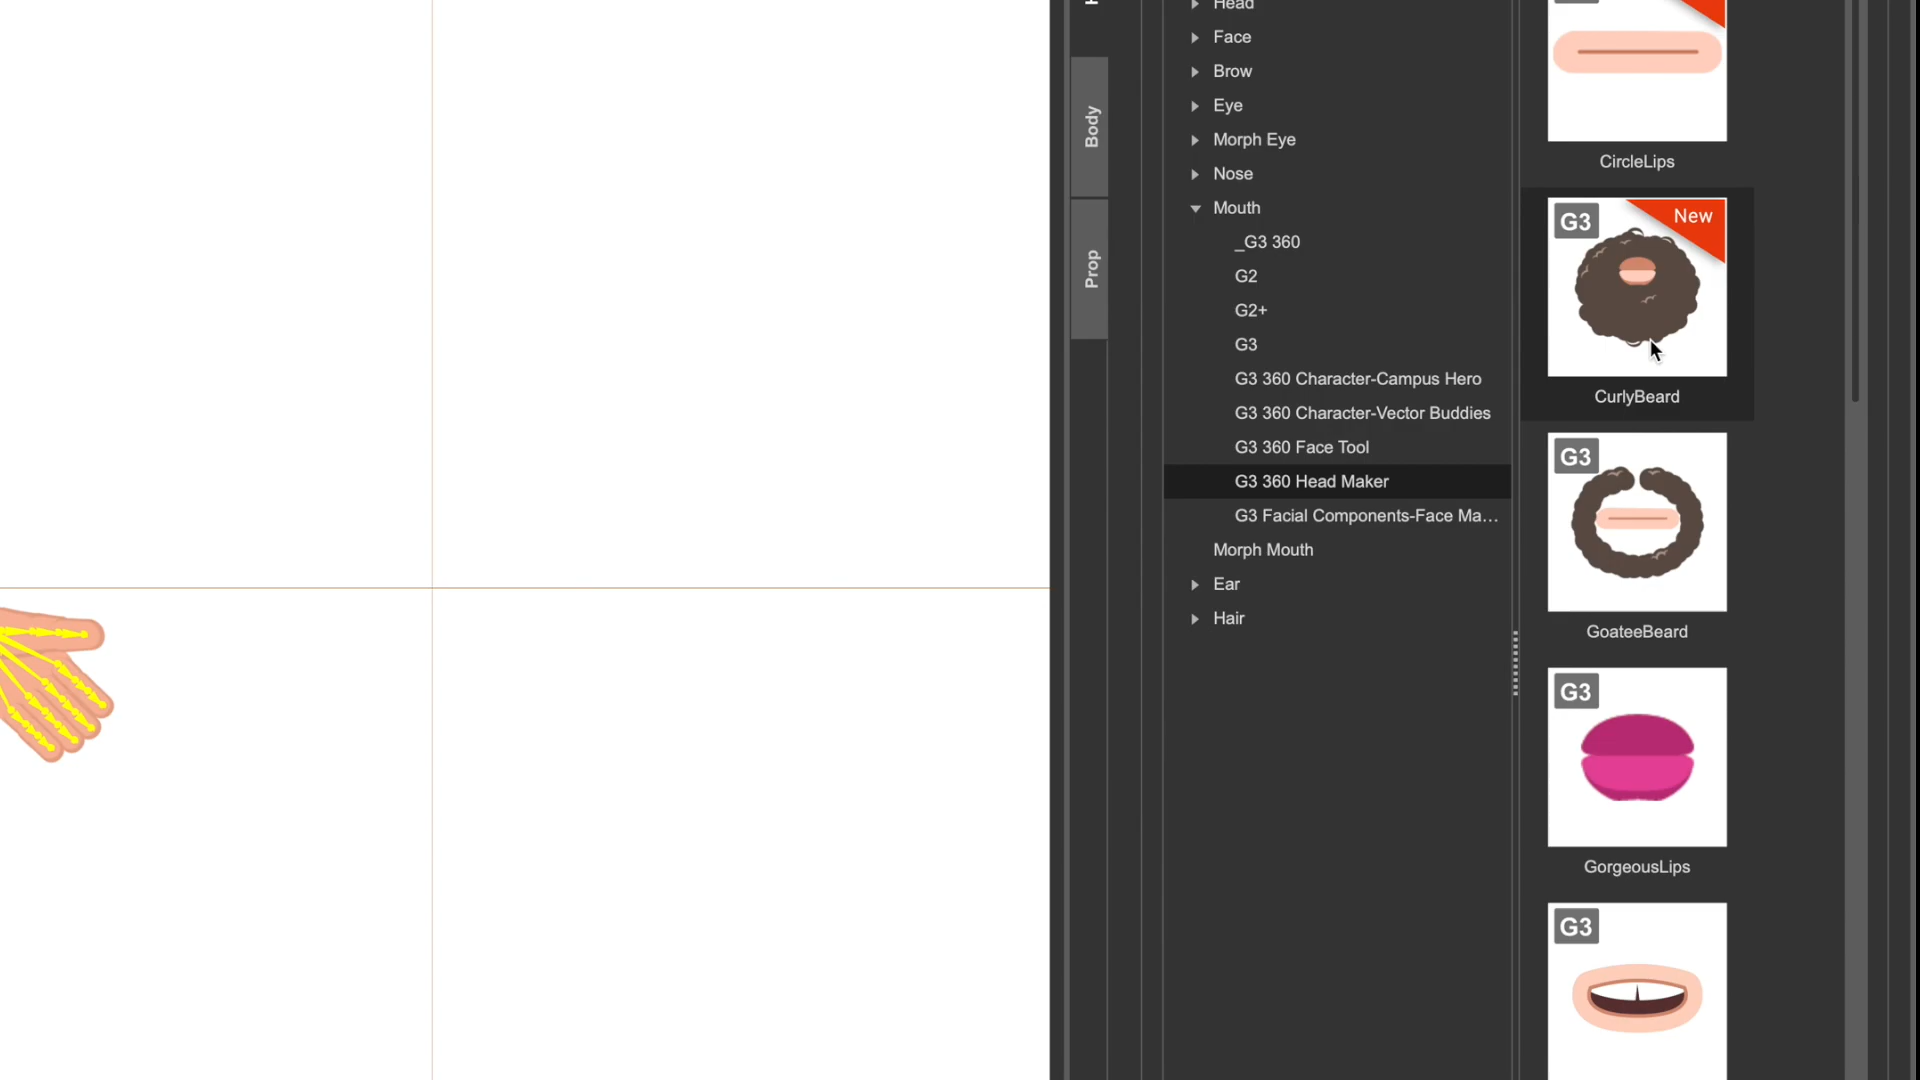 Head
Face
Brow
Eye
Morph Eye
Nose
Mouth
_G3 360
G2
G2+
G3
G3 360 Character-Campus Hero
G3 360 Character-Vector Buddies
G3 360 Face Tool
G3 360 Head Maker
G3 Facial Components-Face Ma...
Morph Mouth
Ear
Hair
Body
Prop
CircleLips
G3
New
CurlyBeard
G3
GoateeBeard
G3
GorgeousLips
G3